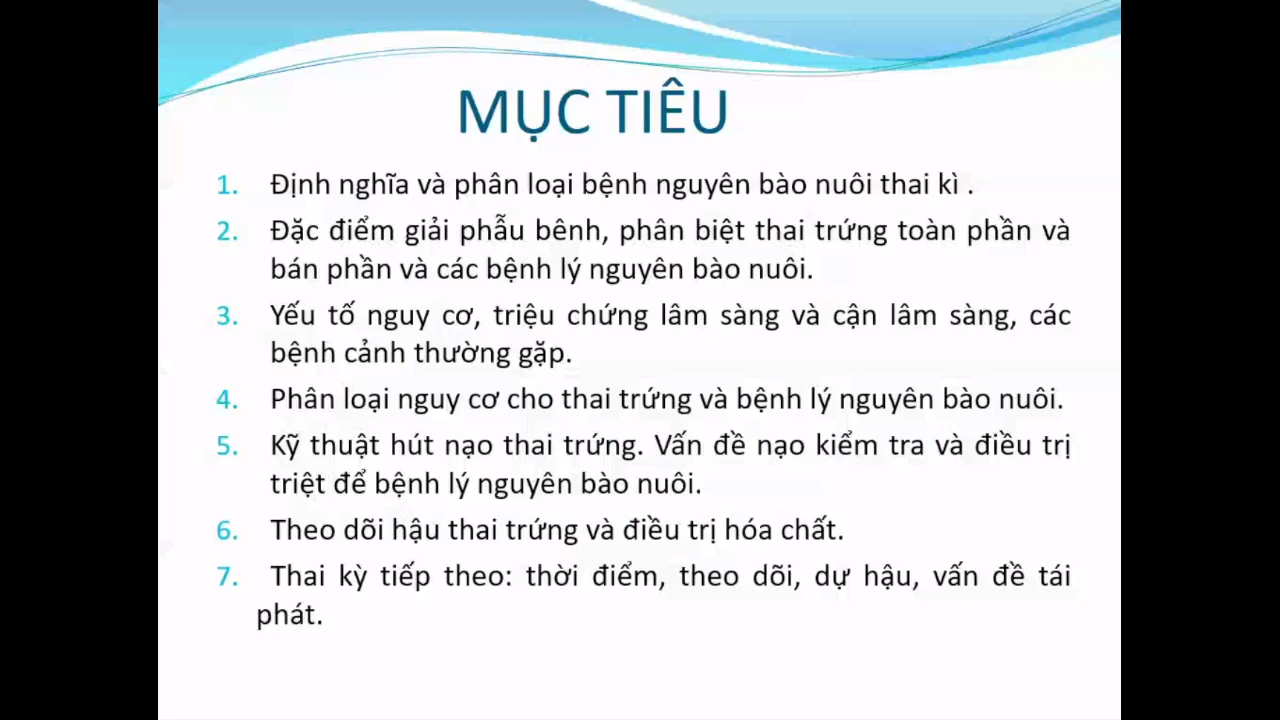 MỤC TIÊU
1. Định nghĩa và phân loại bệnh nguyên bào nuôi thai kì .
2. Đặc điểm giải phẫu bênh, phân biệt thai trứng toàn phần và
bán phần và các bệnh lý nguyên bào nuôi.
3. Yếu tố nguy cơ, triệu chứng lâm sàng và cận lâm sàng, các
bệnh cảnh thường gặp.
4. Phân loại nguy cơ cho thai trứng và bệnh lý nguyên bào nuôi.
5. Kỹ thuật hút nạo thai trứng. Vấn đề nạo kiểm tra và điều trị
triệt để bệnh lý nguyên bào nuôi.
6. Theo dõi hậu thai trứng và điều trị hóa chất.
7. Thai kỳ tiếp theo: thời điểm, theo dõi, dự hậu, vấn đề tái
phát.